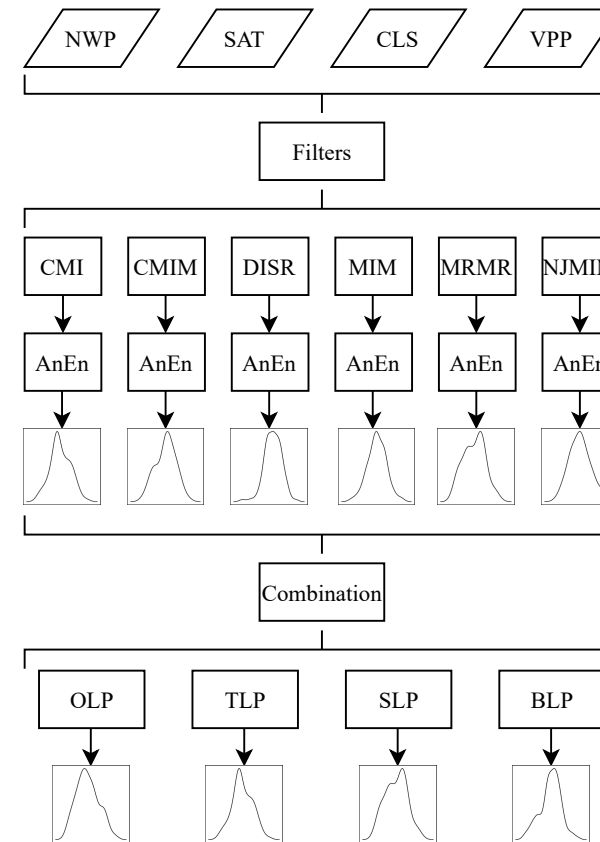 NWP SAT CLS VPP
Filters
CMI CMIM DISR MIM MRMR
AnEn AnEn AnEn AnEn AnEn AnEn
Combination
OLP TLP SLP BLP